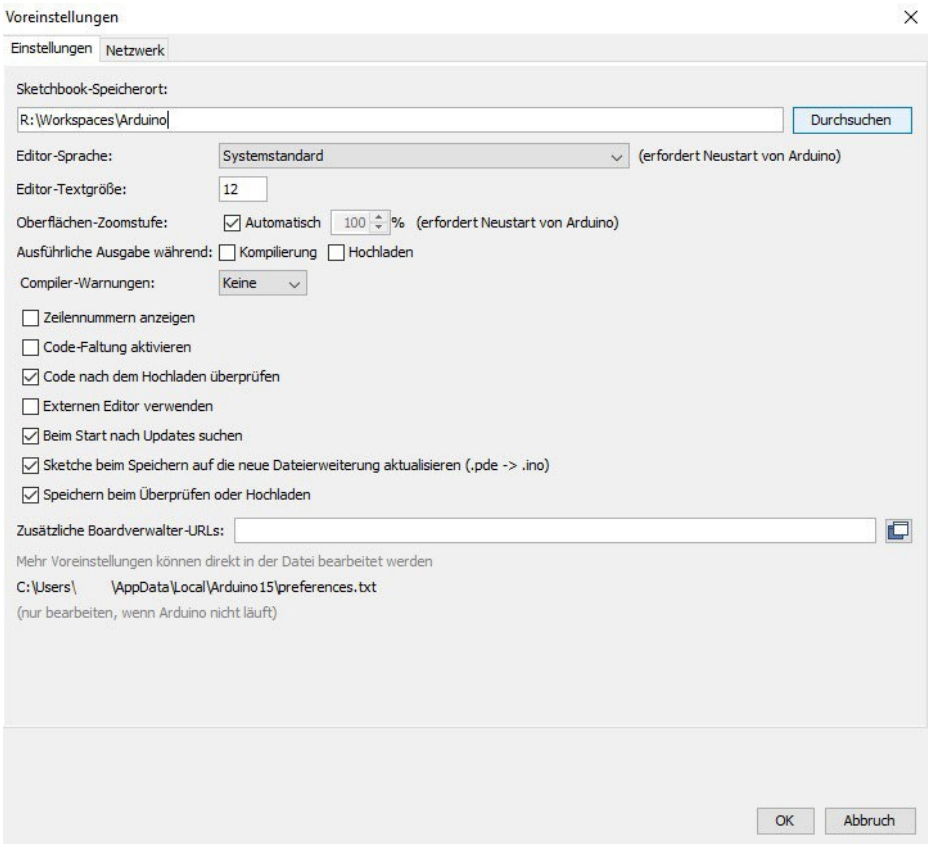 Voreinstellungen
Einstellungen Netzwerk
Sketchbook-Speicherort:
R:\Workspaces\Arduino Durchsuchen
Editor-Sprache: Systemstandard (erfordert Neustart von Arduino)
Editor-Textgröße: 12
Oberflächen-Zoomstufe: Automatisch 100 % (erfordert Neustart von Arduino)
Ausführliche Ausgabe während: Kompilierung Hochladen
Compiler-Warnungen: Keine
Zeilennummern anzeigen
Code-Faltung aktivieren
Code nach dem Hochladen überprüfen
Externen Editor verwenden
Beim Start nach Updates suchen
Sketche beim Speichern auf die neue Dateierweiterung aktualisieren (.pde -> .ino)
Speichern beim Überprüfen oder Hochladen
Zusätzliche Boardverwalter-URLs:
Mehr Voreinstellungen können direkt in der Datei bearbeitet werden
C:\Users\ \AppData\Local\Arduino15\preferences.txt
(nur bearbeiten, wenn Arduino nicht läuft)
OK Abbruch